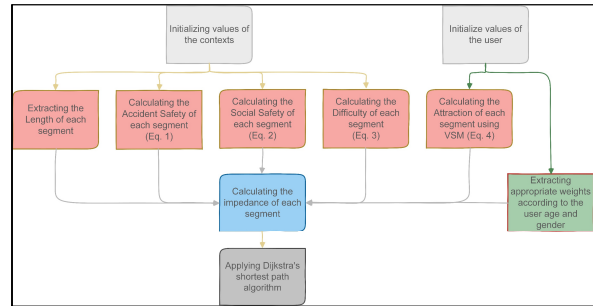 Initializing values of
the contexts
Initialize values of
the user
Extracting the
Length of each
segment
Calculating the
Accident Safety of
each segment
(Eq. 1)
Calculating the
Social Safety of
each segment
(Eq. 2)
Calculating the
Difficulty of each
segment
(Eq. 3)
Calculating the
Attraction of each
segment using
VSM (Eq. 4)
Calculating the
impedance of each
segment
Extracting
appropriate weights
according to the
user age and
gender
Applying Dijkstra's
shortest path
algorithm